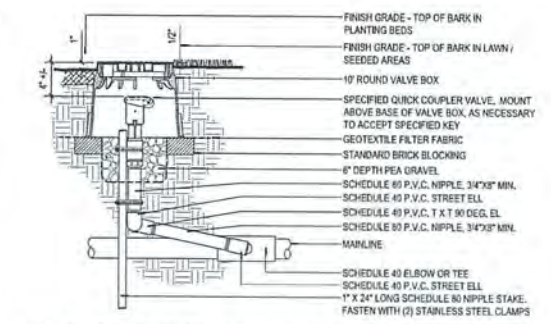 1"
1/2"
4" +/-
FINISH GRADE - TOP OF BARK IN
PLANTING BEDS
FINISH GRADE - TOP OF BARK IN LAWN /
SEEDED AREAS
10' ROUND VALVE BOX
SPECIFIED QUICK COUPLER VALVE, MOUNT
ABOVE BASE OF VALVE BOX, AS NECESSARY
TO ACCEPT SPECIFIED KEY
GEOTEXTILE FILTER FABRIC
STANDARD BRICK BLOCKING
6" DEPTH PEA GRAVEL
SCHEDULE 80 P.V.C. NIPPLE, 3/4"X8" MIN.
SCHEDULE 40 P.V.C. STREET ELL
SCHEDULE 40 P.V.C, T X T 90 DEG, EL
SCHEDULE 80 P.V.C. NIPPLE, 3/4"X8" MIN.
MAINLINE
SCHEDULE 40 ELBOW OR TEE
SCHEDULE 40 P.V.C. STREET ELL
1" X 24" LONG SCHEDULE 80 NIPPLE STAKE.
FASTEN WITH (2) STAINLESS STEEL CLAMPS